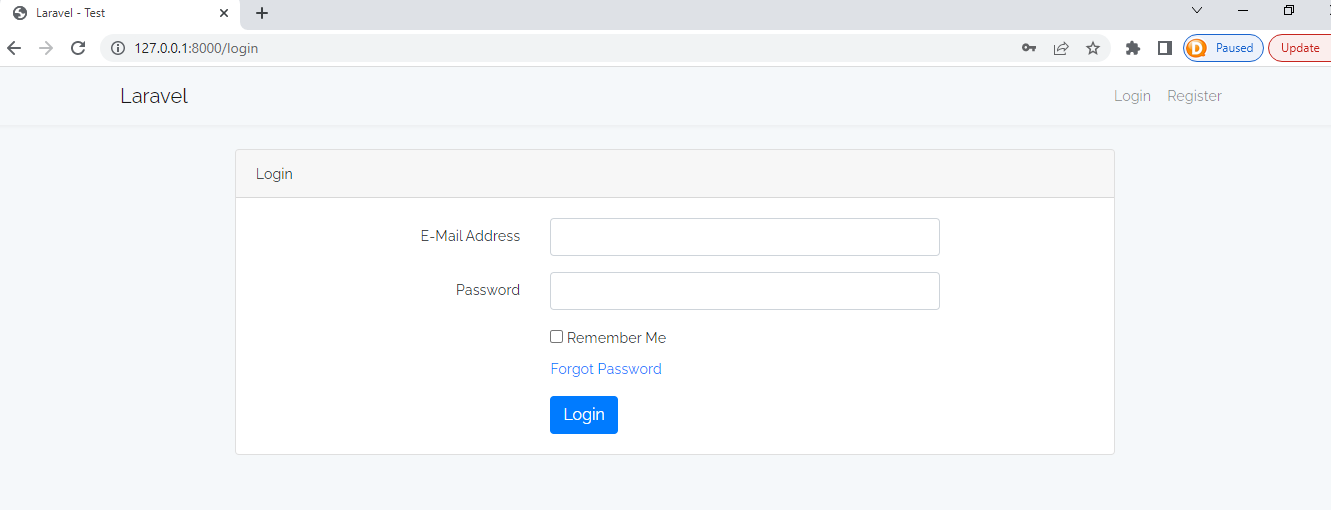 Laravel - Test
127.0.0.1:8000/login
Paused
Update
Laravel
Login Register
Login
E-Mail Address
Password
Remember Me
Forgot Password
Login